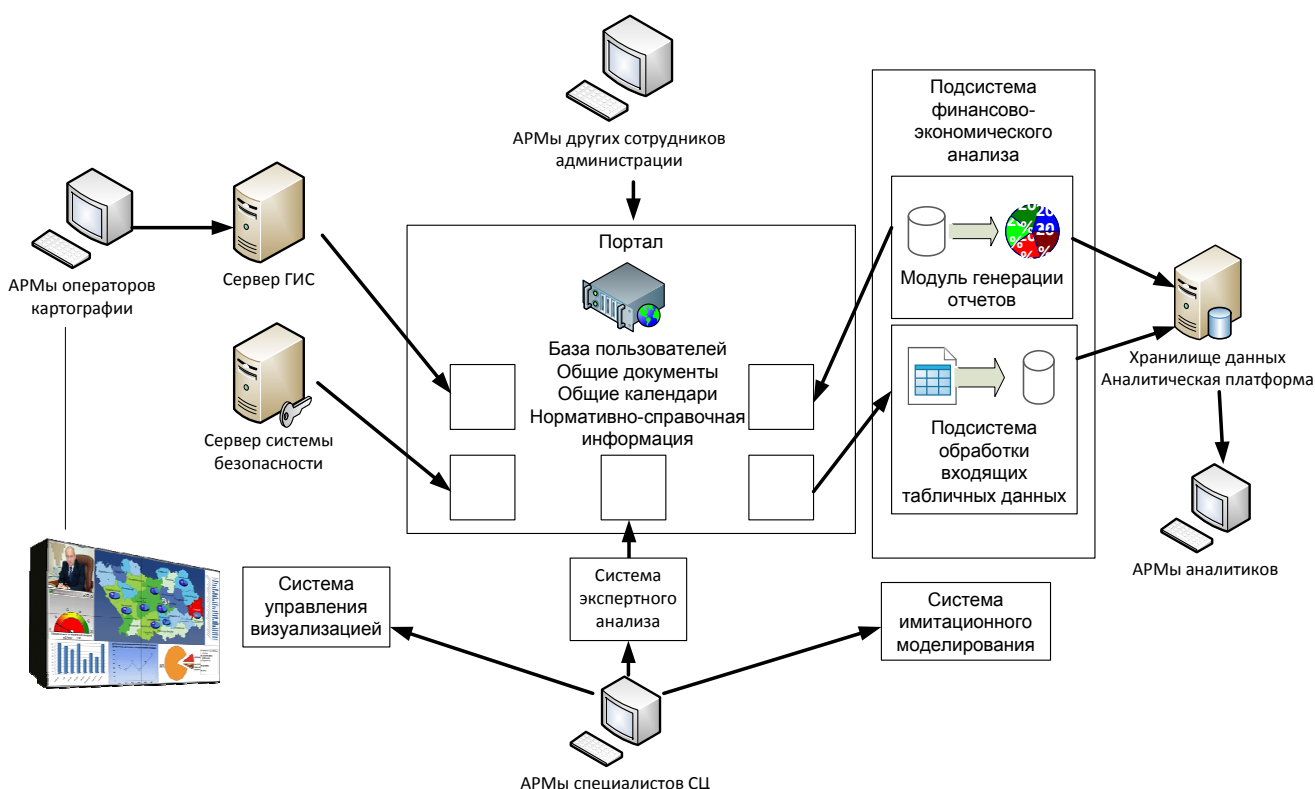 АРМы других сотрудников
администрации
Подсистема
финансово-
экономического
анализа
АРМы операторов
картографии
Сервер ГИС
Портал
База пользователей
Общие документы
Общие календари
Нормативно-справочная
информация
Модуль генерации
отчетов
Хранилище данных
Аналитическая платформа
Сервер системы
безопасности
Подсистема
обработки
входящих
табличных данных
АРМы аналитиков
Система
управления
визуализацией
Система
экспертного
анализа
Система
имитационного
моделирования
АРМы специалистов СЦ